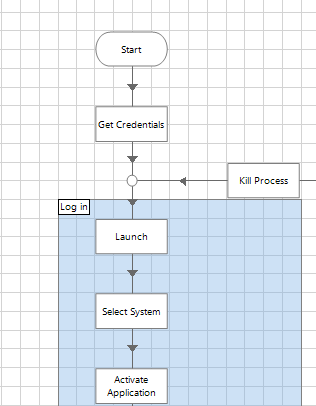 Start
Get Credentials
Kill Process
Log in
Launch
Select System
Activate
Application